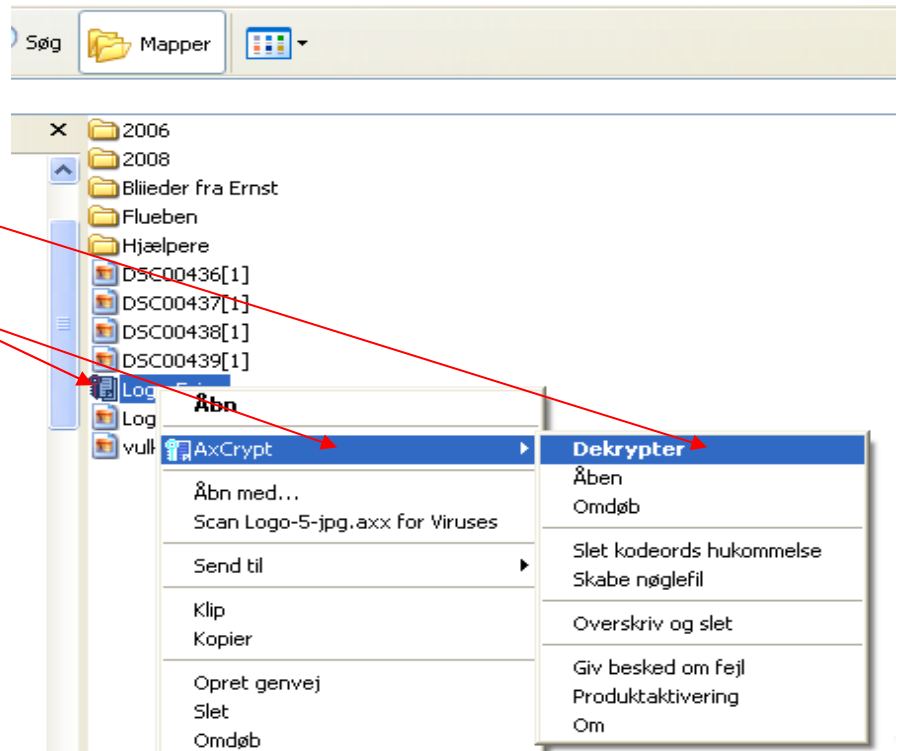 Søg
Mapper
2006
2008
Bliieder fra Ernst
Flueben
Hjælpere
DSC00436[1]
DSC00437[1]
DSC00438[1]
DSC00439[1]
Log
Log
Åbn
AxCrypt
Åbn med...
Scan Logo-5-jpg.axx for Viruses
Send til
Klip
Kopier
Opret genvej
Slet
Omdøb
Dekrypter
Åben
Omdøb
Slet kodeords hukommelse
Skabe nøglefil
Overskriv og slet
Giv besked om fejl
Produktaktivering
Om